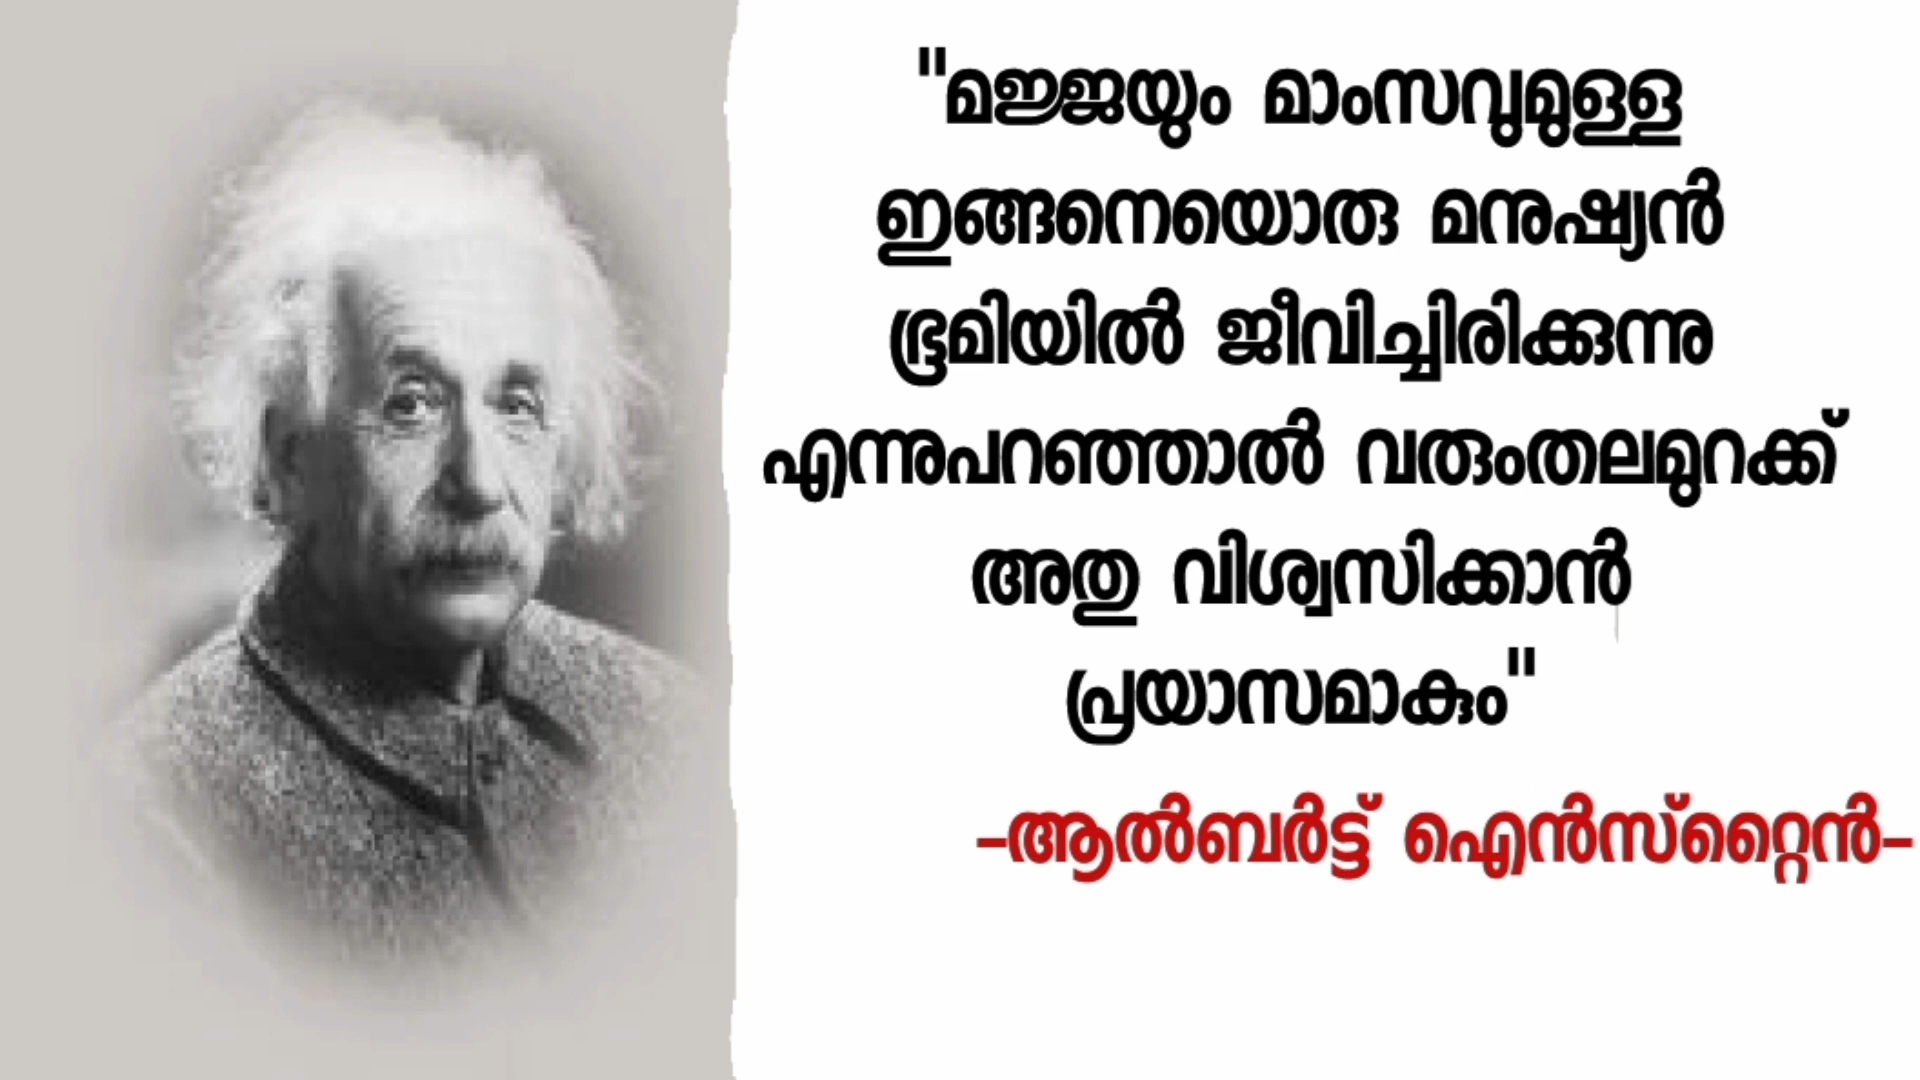 "മജ്ജയും മാംസവുമുള്ള
ഇങ്ങനെയൊരു മനുഷ്യൻ
ഭൂമിയിൽ ജീവിച്ചിരിക്കുന്നു
എന്നുപറഞ്ഞാൽ വരുംതലമുറക്ക്
അതു വിശ്വസിക്കാൻ
പ്രയാസമാകും"
-ആൽബർട്ട് ഐൻസ്റ്റൈൻ-